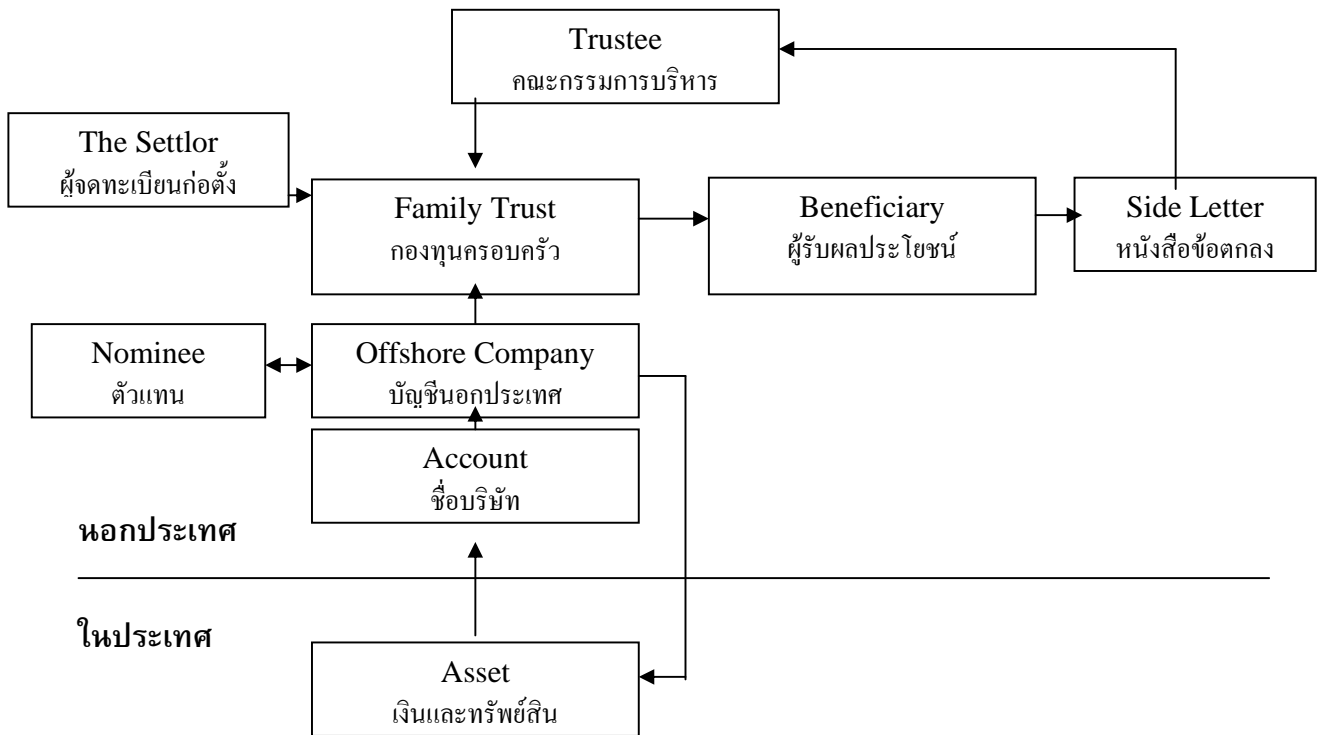 Trustee
คณะกรรมการบริหาร
The Settlor
ผู้จดทะเบียนก่อตั้ง
Family Trust
กองทุนครอบครัว
Beneficiary
ผู้รับผลประโยชน์
Side Letter
หนังสือข้อตกลง
Nominee
ตัวแทน
Offshore Company
บัญชีนอกประเทศ
Account
ชื่อบริษัท
นอกประเทศ
ในประเทศ
Asset
เงินและทรัพย์สิน